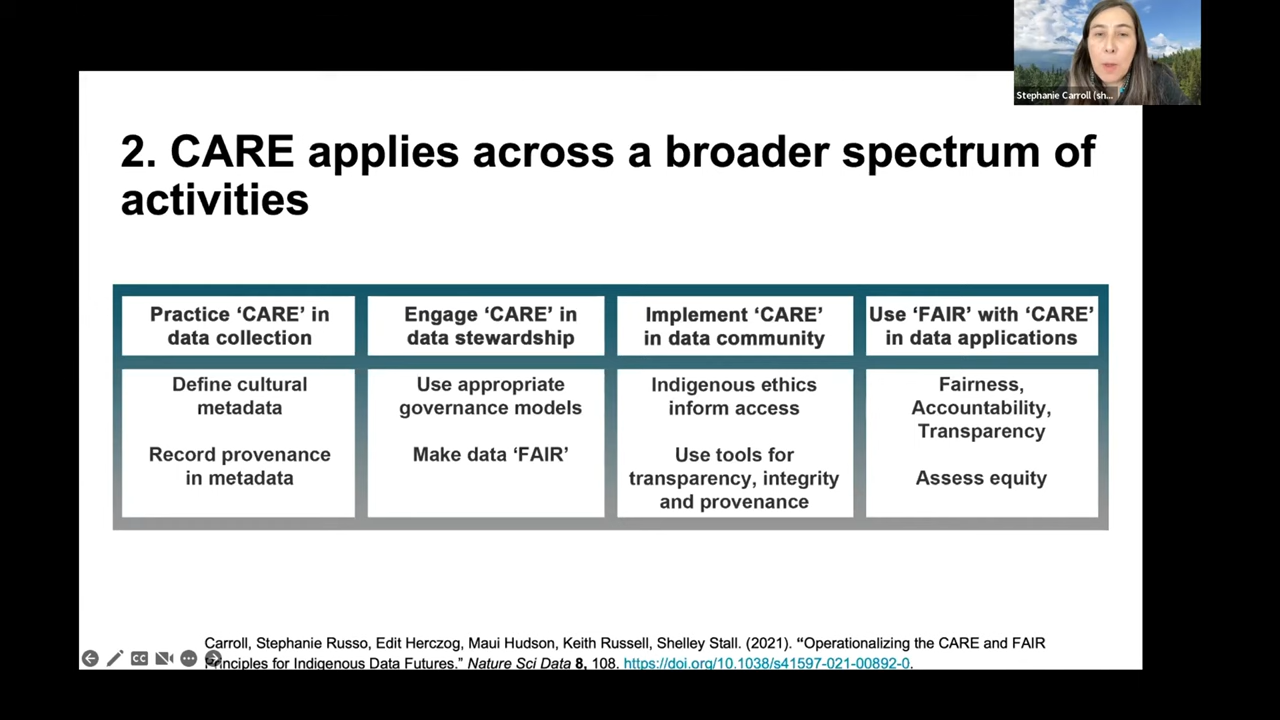 Stephanie Carroll (sh...
2. CARE applies across a broader spectrum of
activities
Practice ‘CARE’ in
data collection
Engage ‘CARE’ in
data stewardship
Implement ‘CARE’
in data community
Use ‘FAIR’ with ‘CARE’
in data applications
Define cultural
metadata
Record provenance
in metadata
Use appropriate
governance models
Make data ‘FAIR’
Indigenous ethics
inform access
Use tools for
transparency, integrity
and provenance
Fairness,
Accountability,
Transparency
Assess equity
Carroll, Stephanie Russo, Edit Herczog, Maui Hudson, Keith Russell, Shelley Stall. (2021). “Operationalizing the CARE and FAIR
Principles for Indigenous Data Futures.” Nature Sci Data 8, 108. https://doi.org/10.1038/s41597-021-00892-0.
CC